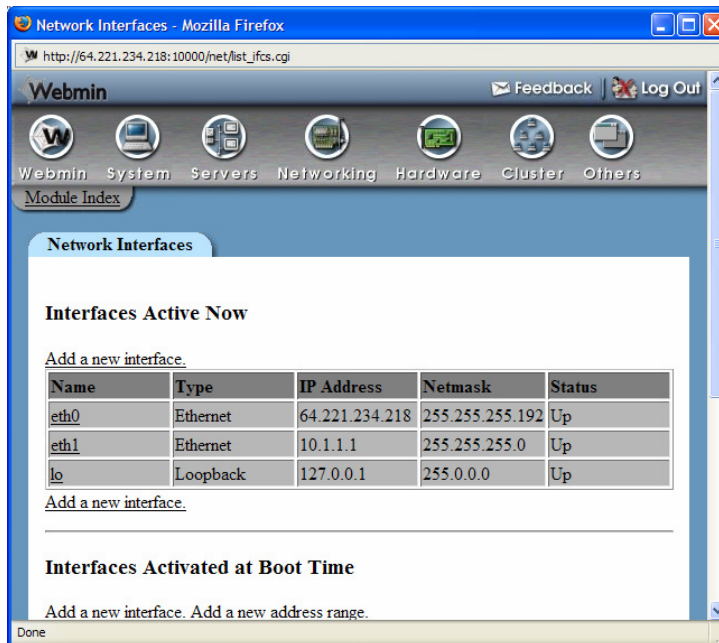 Network Interfaces - Mozilla Firefox
http://64.221.234.218:10000/net/list_ifcs.cgi
Webmin Feedback | Log Out
Webmin System Servers Networking Hardware Cluster Others
Module Index
Network Interfaces
Interfaces Active Now
Add a new interface.
Name Type IP Address Netmask Status
eth0 Ethernet 64.221.234.218 255.255.255.192 Up
eth1 Ethernet 10.1.1.1 255.255.255.0 Up
lo Loopback 127.0.0.1 255.0.0.0 Up
Add a new interface.
Interfaces Activated at Boot Time
Add a new interface. Add a new address range.
Done